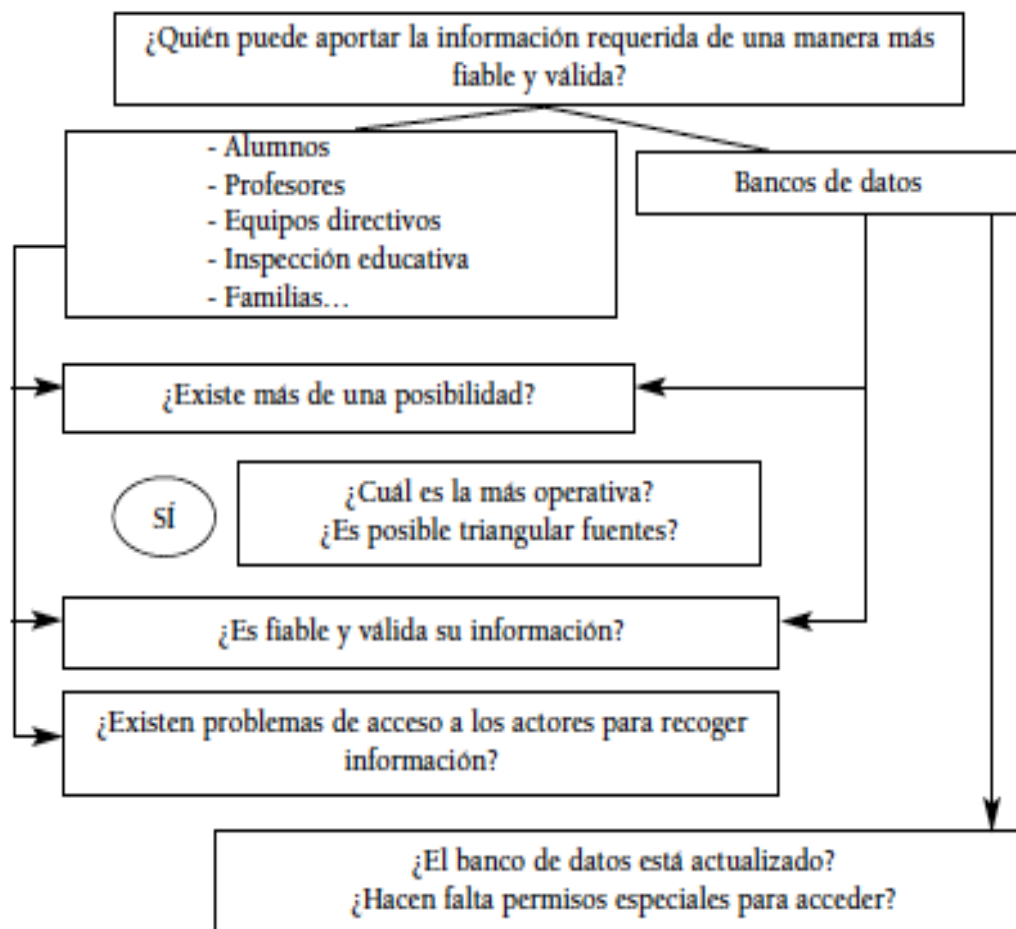 ¿Quién puede aportar la información requerida de una manera más
fiable y válida?
- Alumnos
- Profesores
- Equipos directivos
- Inspección educativa
- Familias...
Bancos de datos
¿Existe más de una posibilidad?
SÍ
¿Cuál es la más operativa?
¿Es posible triangular fuentes?
¿Es fiable y válida su información?
¿Existen problemas de acceso a los actores para recoger
información?
¿El banco de datos está actualizado?
¿Hacen falta permisos especiales para acceder?